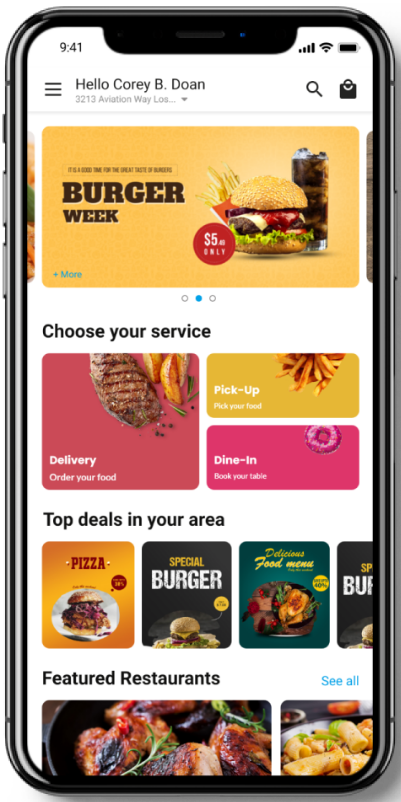 9:41
Hello Corey B. Doan
3213 Aviation Way Los...
IT IS A GOOD TIME FOR THE GREAT TASTE OF BURGERS
BURGER
WEEK
$5.
ONLY
+ More
Choose your service
Delivery
Order your food
Pick-Up
Pick your food
Dine-In
Book your table
Top deals in your area
PIZZA
SPECIAL
BURGER
Delicious
Food menu
40%
SP
BUR
Featured Restaurants
See all